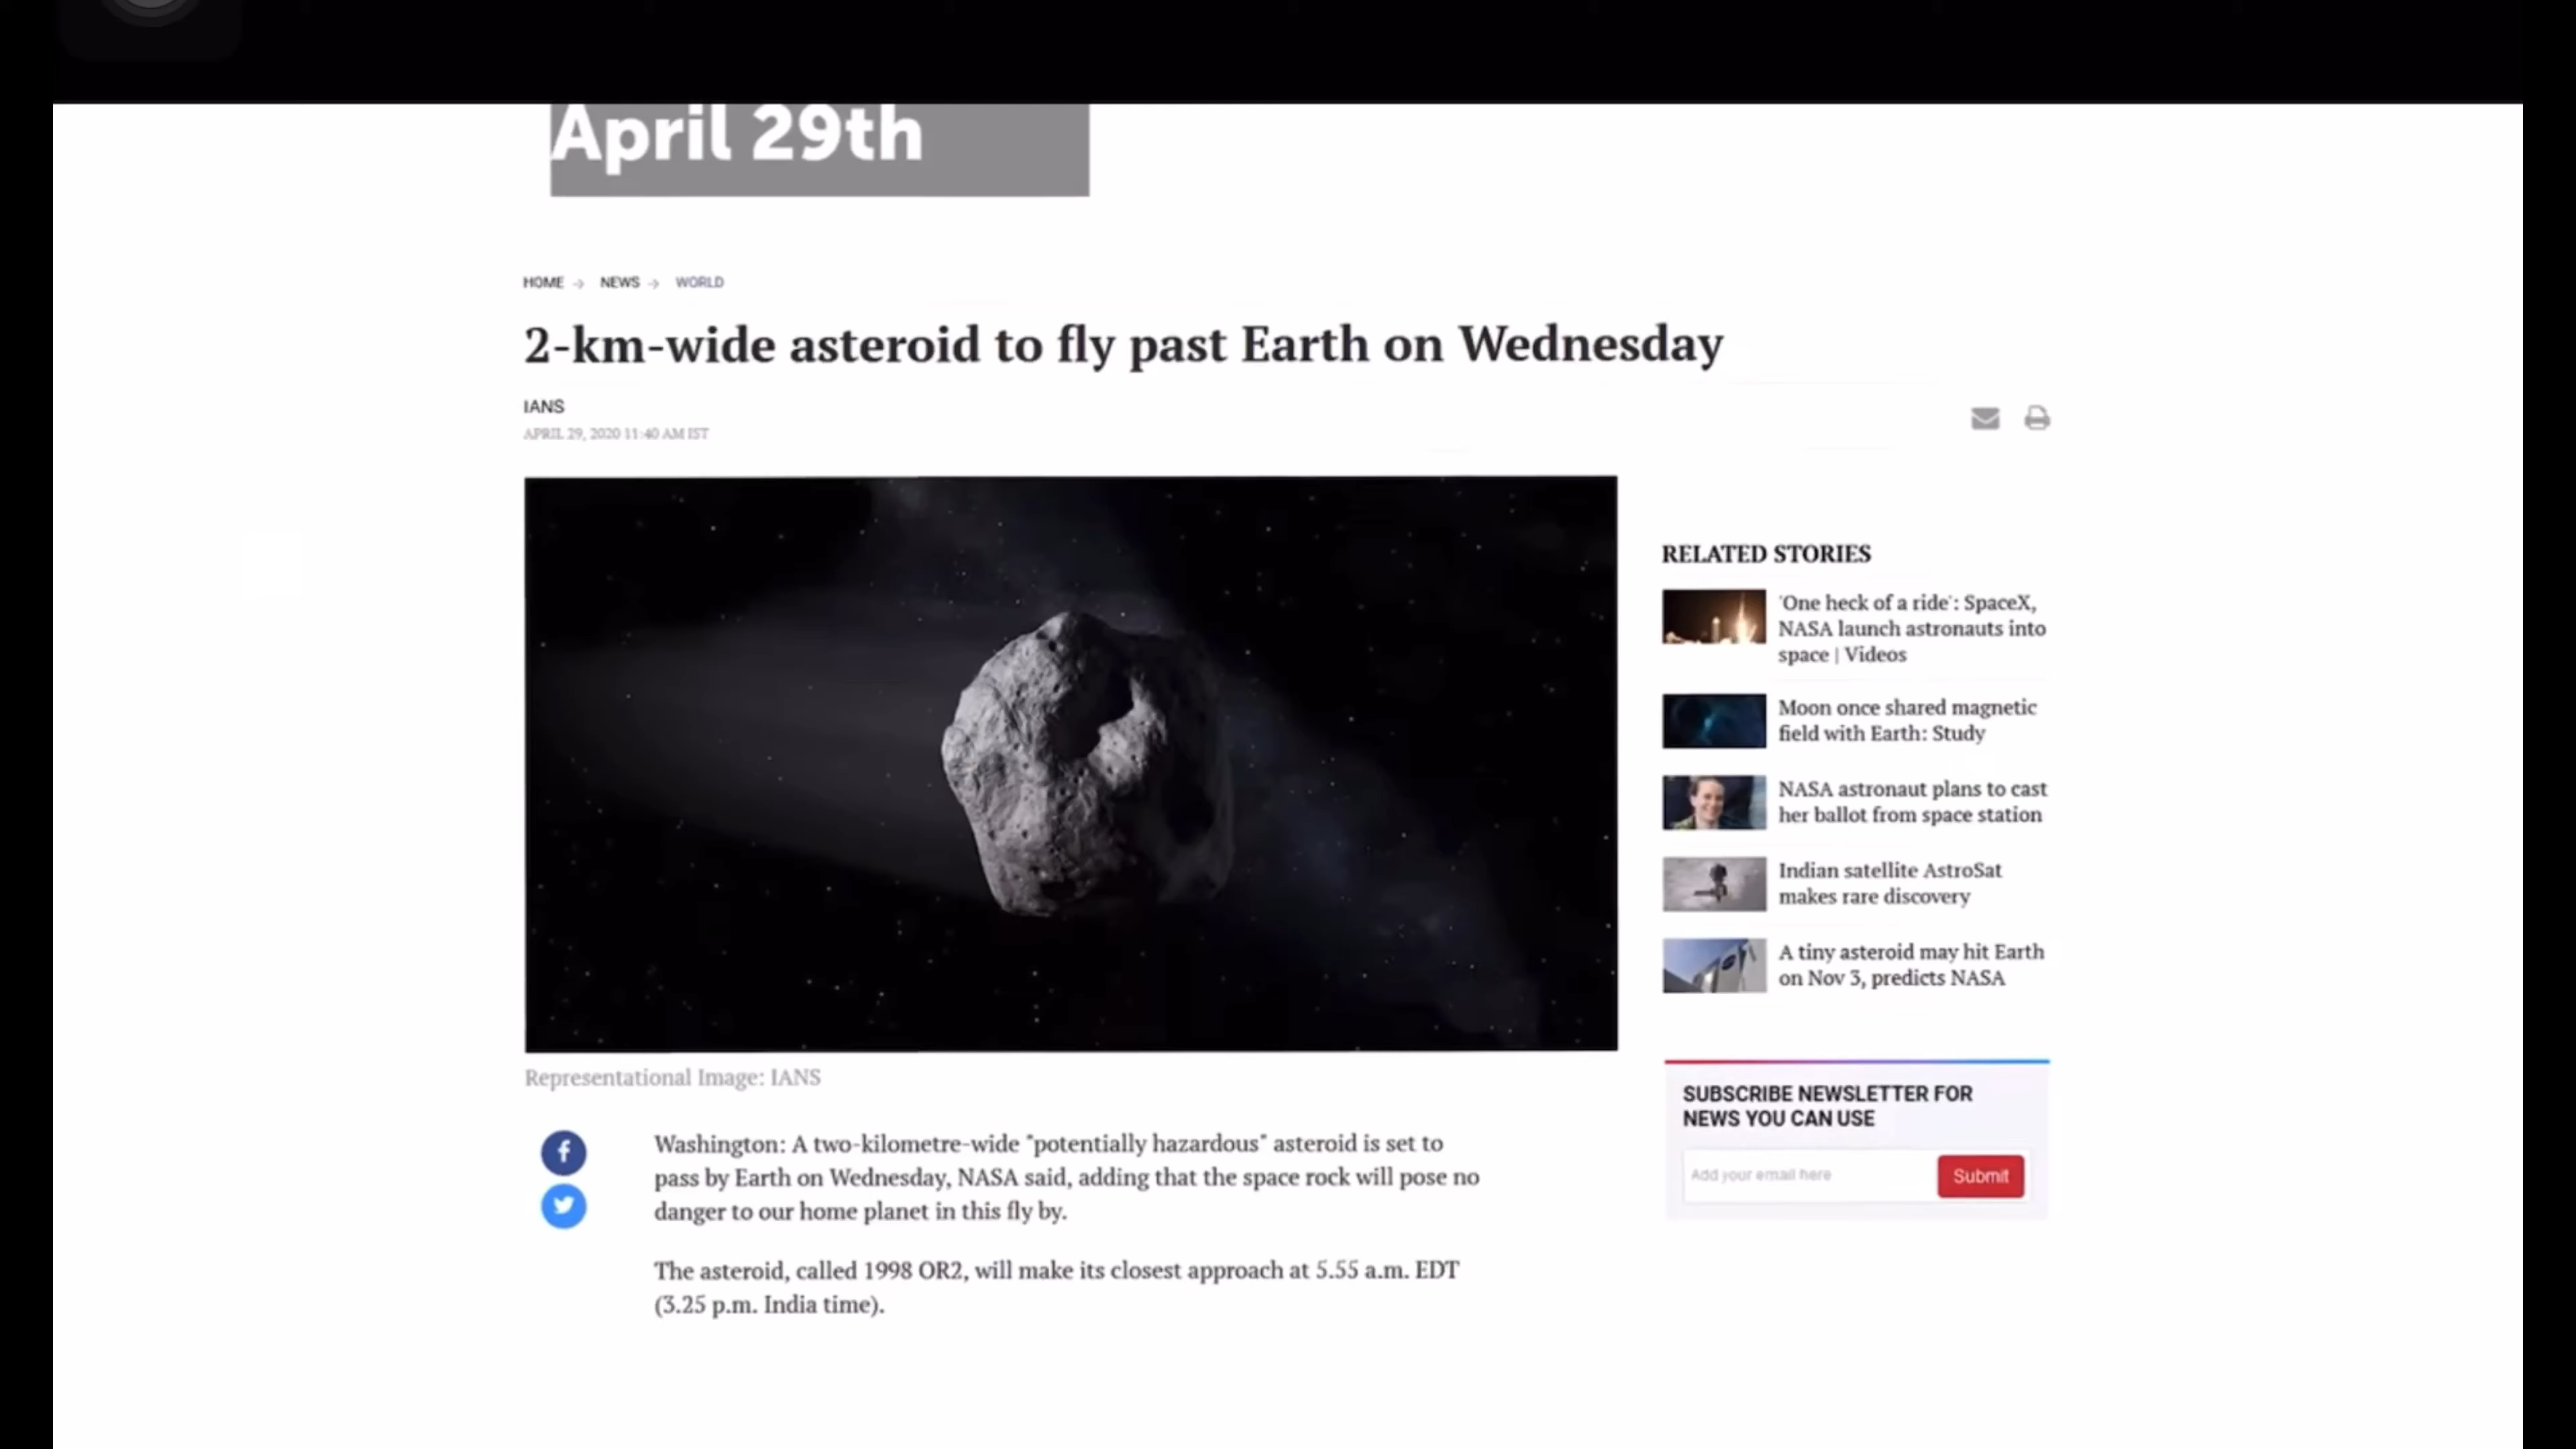 April 29th
HOME → NEWS → WORLD
2-km-wide asteroid to fly past Earth on Wednesday
IANS
APRIL 29, 2020 11:40 AM IST
RELATED STORIES
'One heck of a ride': SpaceX,
NASA launch astronauts into
space | Videos
Moon once shared magnetic
field with Earth: Study
NASA astronaut plans to cast
her ballot from space station
Indian satellite AstroSat
makes rare discovery
A tiny asteroid may hit Earth
on Nov 3, predicts NASA
Representational Image: IANS
SUBSCRIBE NEWSLETTER FOR
NEWS YOU CAN USE
Add your email here
Submit
Washington: A two-kilometre-wide "potentially hazardous" asteroid is set to
pass by Earth on Wednesday, NASA said, adding that the space rock will pose no
danger to our home planet in this fly by.
The asteroid, called 1998 OR2, will make its closest approach at 5.55 a.m. EDT
(3.25 p.m. India time).